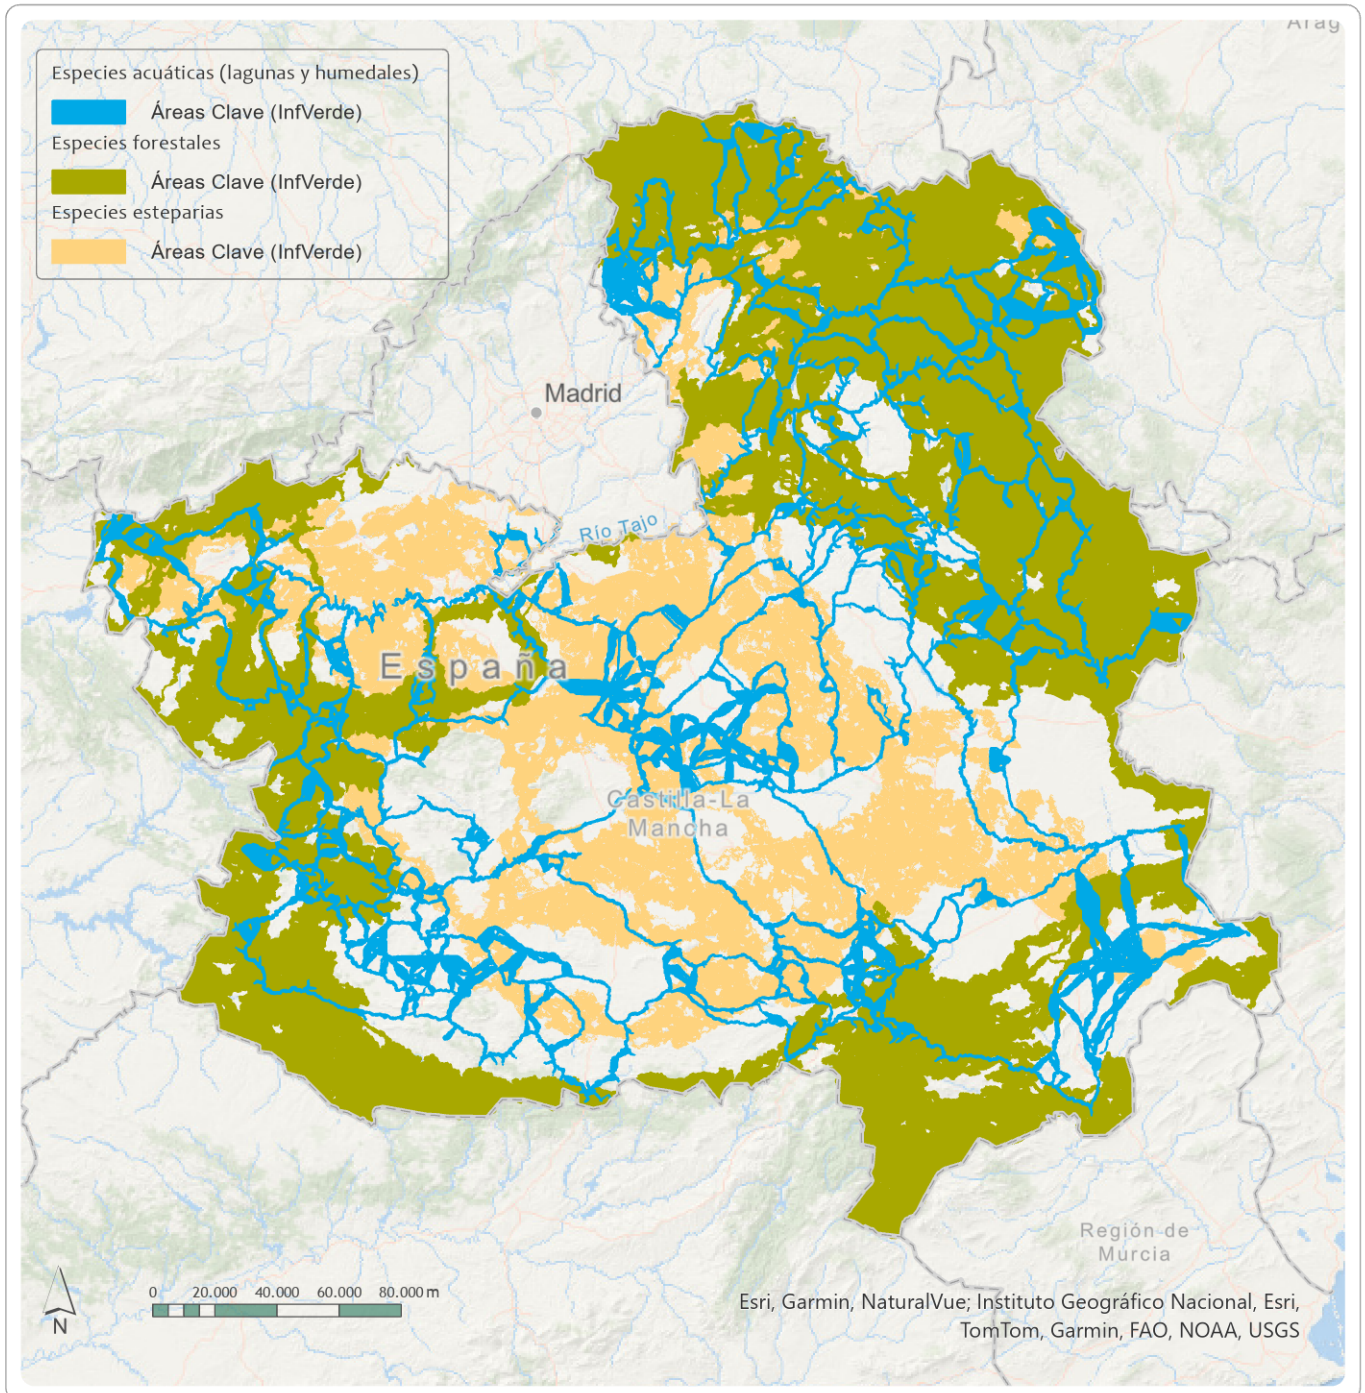 Arag
Especies acuáticas (lagunas y humedales)
Áreas Clave (InfVerde)
Especies forestales
Áreas Clave (InfVerde)
Especies esteparias
Áreas Clave (InfVerde)
Madrid
Río Tajo
España
Castilla-La
Mancha
Región de
Murcia
0 20.000 40.000 60.000 80.000 m
N
Esri, Garmin, NaturalVue; Instituto Geográfico Nacional, Esri,
TomTom, Garmin, FAO, NOAA, USGS